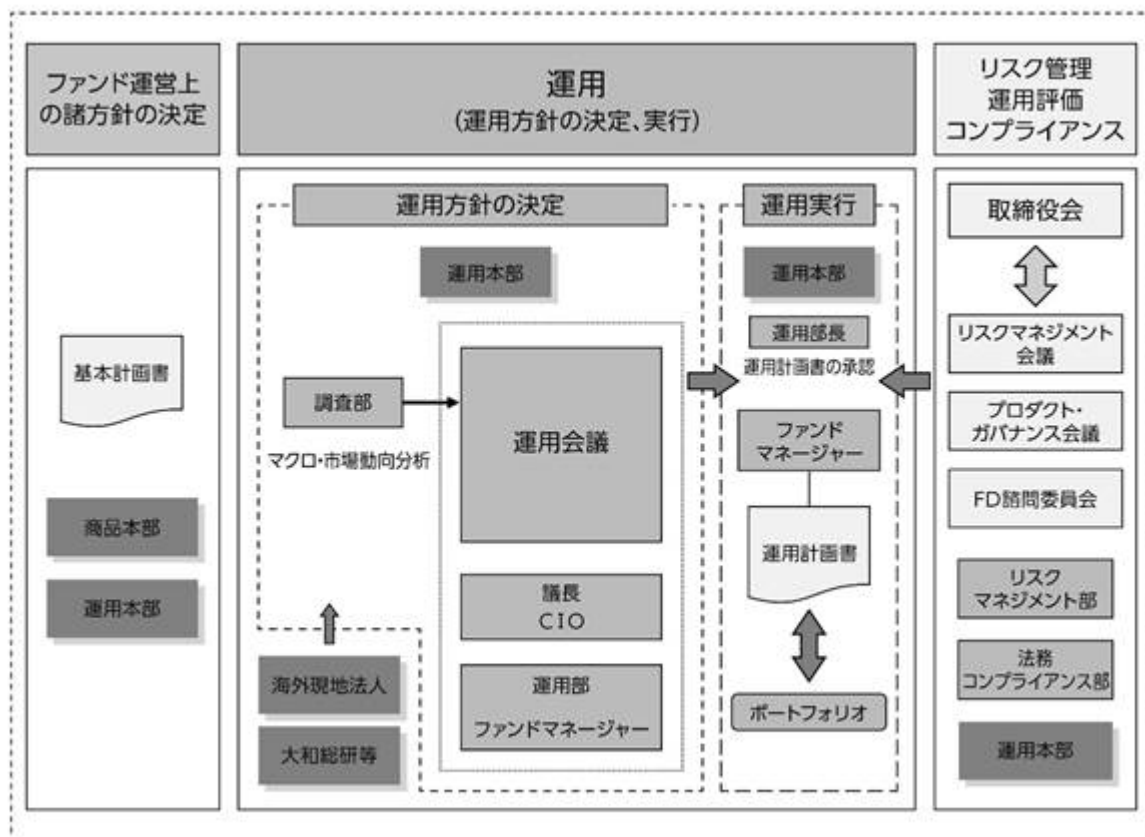 ファンド運営上
の諸方針の決定
運用
(運用方針の決定、実行)
リスク管理
運用評価
コンプライアンス
基本計画書
商品本部
運用本部
運用方針の決定
運用本部
調査部
マクロ・市場動向分析
運用会議
議長
CIO
運用部
ファンドマネージャー
海外現地法人
大和総研等
運用実行
運用本部
運用部長
運用計画書の承認
ファンド
マネージャー
運用計画書
ポートフォリオ
取締役会
リスクマネジメント
会議
プロダクト・
ガバナンス会議
FD諮問委員会
リスク
マネジメント部
法務
コンプライアンス部
運用本部